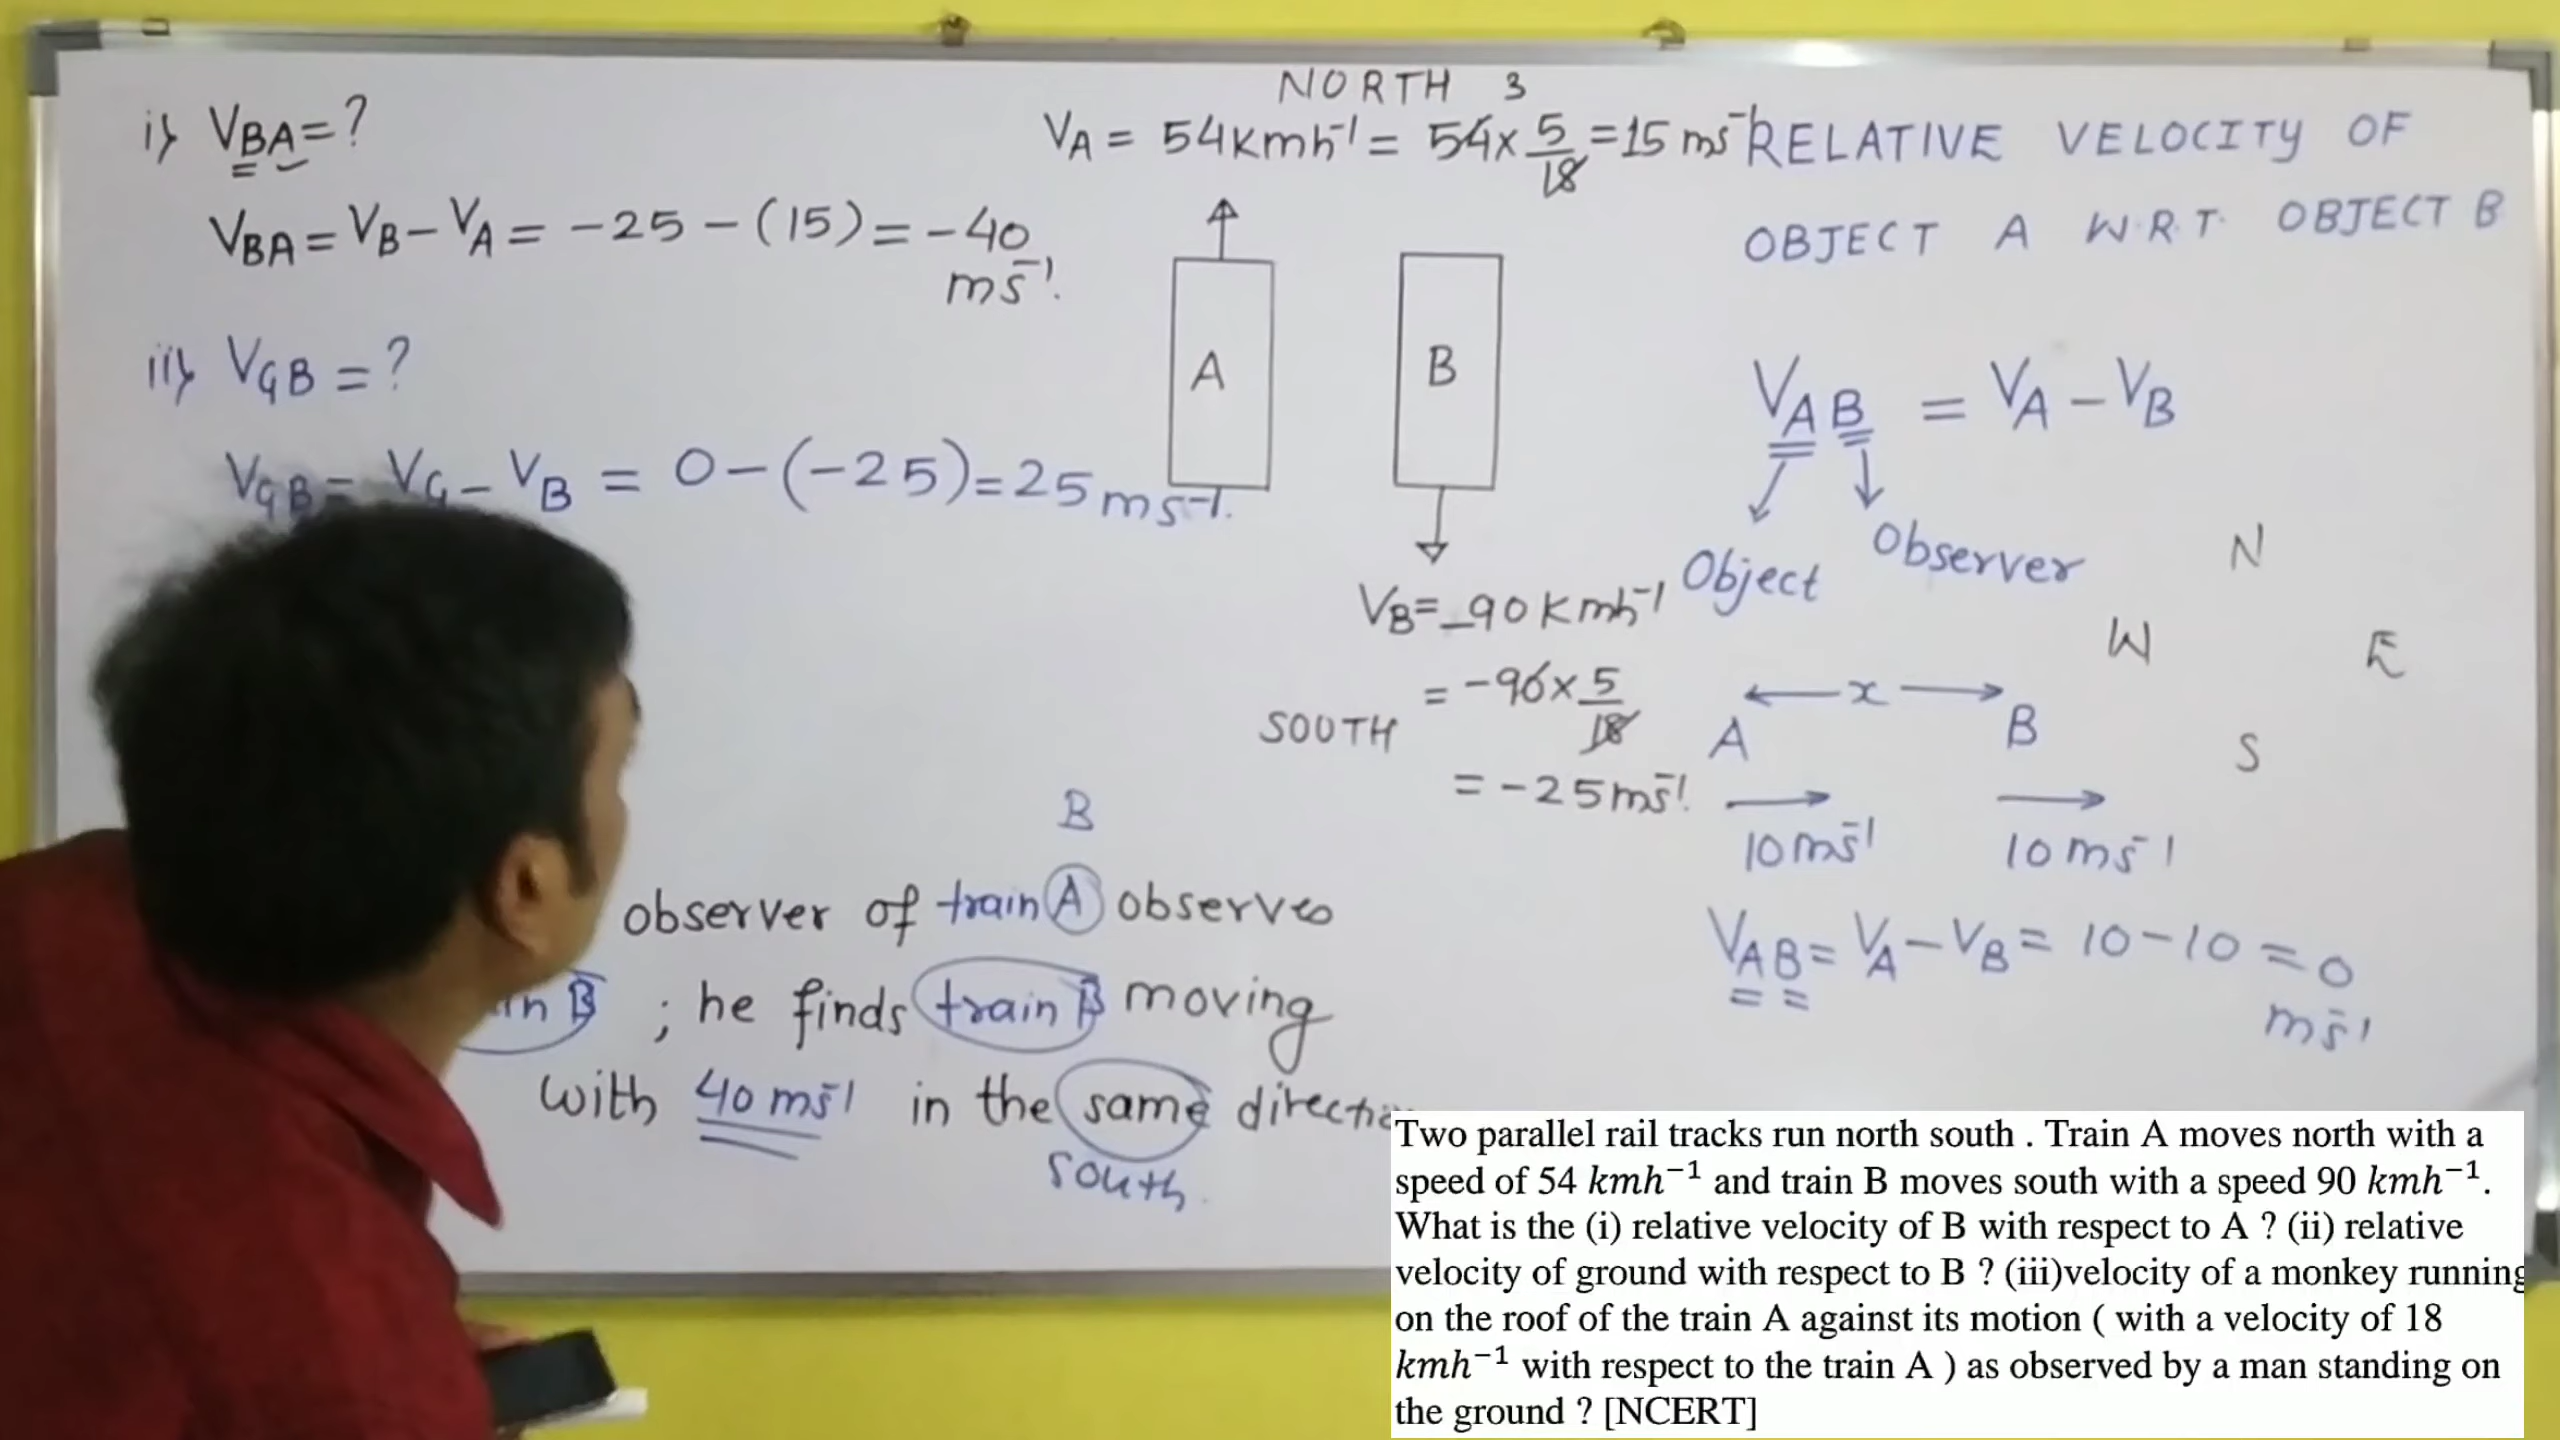 i) VBA = ?
VBA = VB - VA = -25 - (15) = -40
ms⁻¹.
ii) VGB = ?
VGB = VG - VB = 0 - (-25) = 25 ms⁻¹.
B
observer of train A observes
in B ; he finds train B moving
with 40 ms⁻¹ in the same directi
south.
NORTH 3
VA = 54 kmh⁻¹ = 54 × 5/18 = 15 ms⁻¹
A
B
VB = -90 kmh⁻¹
= -90 × 5/18
SOUTH
= -25 ms⁻¹.
RELATIVE VELOCITY OF
OBJECT A W.R.T. OBJECT B
VAB = VA - VB
Object Observer
N
W E
S
x
A B
10 ms⁻¹ 10 ms⁻¹
VAB = VA - VB = 10 - 10 = 0
ms⁻¹
Two parallel rail tracks run north south . Train A moves north with a
speed of 54 kmh⁻¹ and train B moves south with a speed 90 kmh⁻¹.
What is the (i) relative velocity of B with respect to A ? (ii) relative
velocity of ground with respect to B ? (iii)velocity of a monkey running
on the roof of the train A against its motion ( with a velocity of 18
kmh⁻¹ with respect to the train A ) as observed by a man standing on
the ground ? [NCERT]